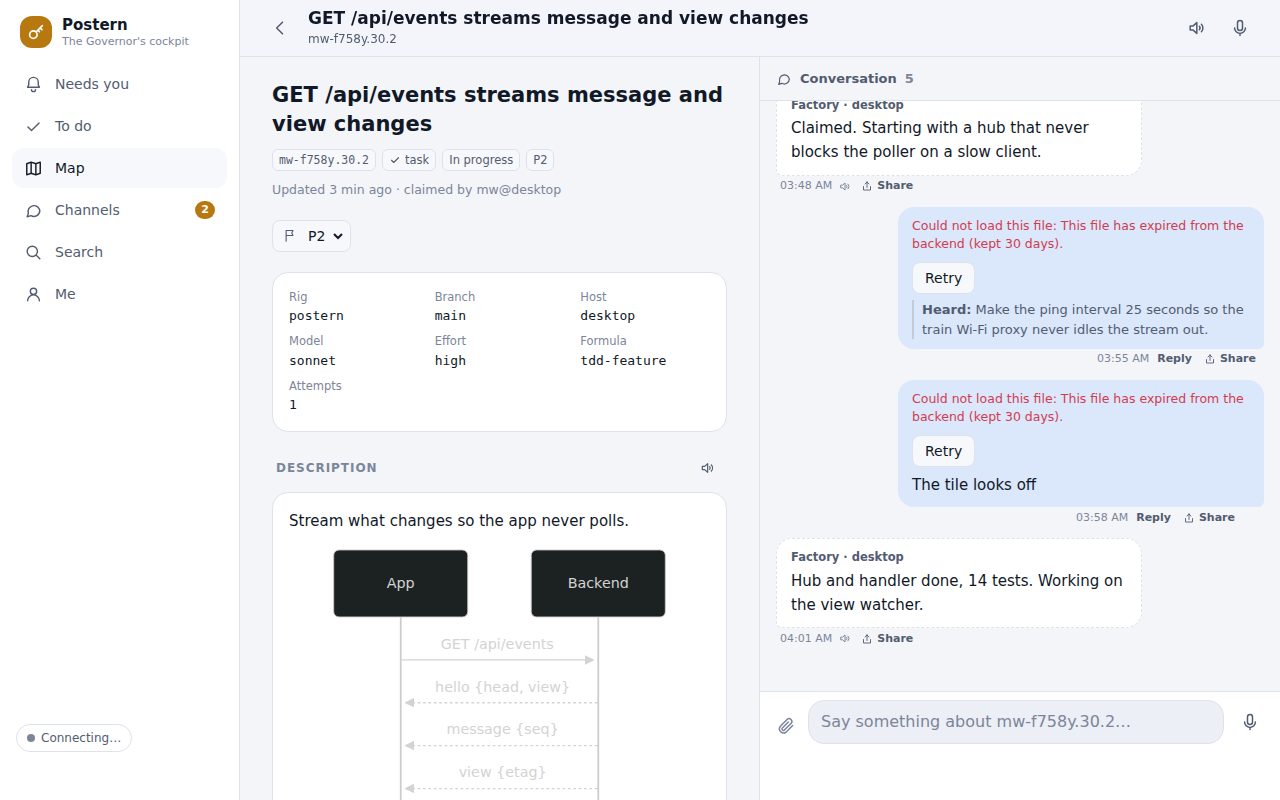 Postern
The Governor's cockpit
Needs you
To do
Map
Channels
2
Search
Me
Connecting…
GET /api/events streams message and view changes
mw-f758y.30.2
GET /api/events streams message and
view changes
mw-f758y.30.2
task
In progress
P2
Updated 3 min ago · claimed by mw@desktop
P2
Rig
Branch
Host
postern
main
desktop
Model
Effort
Formula
sonnet
high
tdd-feature
Attempts
1
DESCRIPTION
Stream what changes so the app never polls.
App
Backend
GET /api/events
hello {head, view}
message {seq}
view {etag}
Conversation 5
Factory · desktop
Claimed. Starting with a hub that never
blocks the poller on a slow client.
03:48 AM
Share
Could not load this file: This file has expired from the
backend (kept 30 days).
Retry
Heard: Make the ping interval 25 seconds so the
train Wi-Fi proxy never idles the stream out.
03:55 AM Reply Share
Could not load this file: This file has expired from the
backend (kept 30 days).
Retry
The tile looks off
03:58 AM Reply Share
Factory · desktop
Hub and handler done, 14 tests. Working on
the view watcher.
04:01 AM
Share
Say something about mw-f758y.30.2…